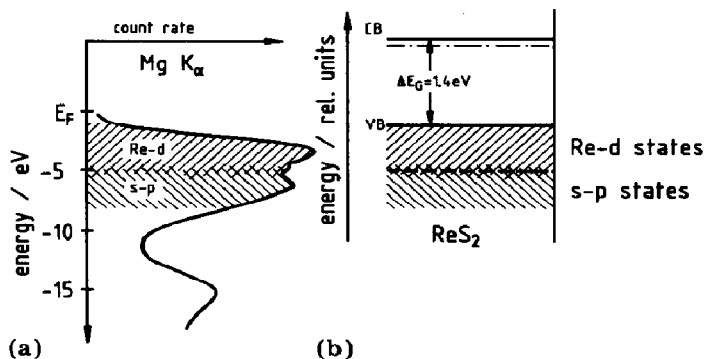 count rate
Mg Kα
E_F
Re-d
-5
s-p
-10
-15
energy / eV
(a)
CB
ΔE_G=1.4eV
VB
energy / rel. units
Re-d states
s-p states
ReS₂
(b)